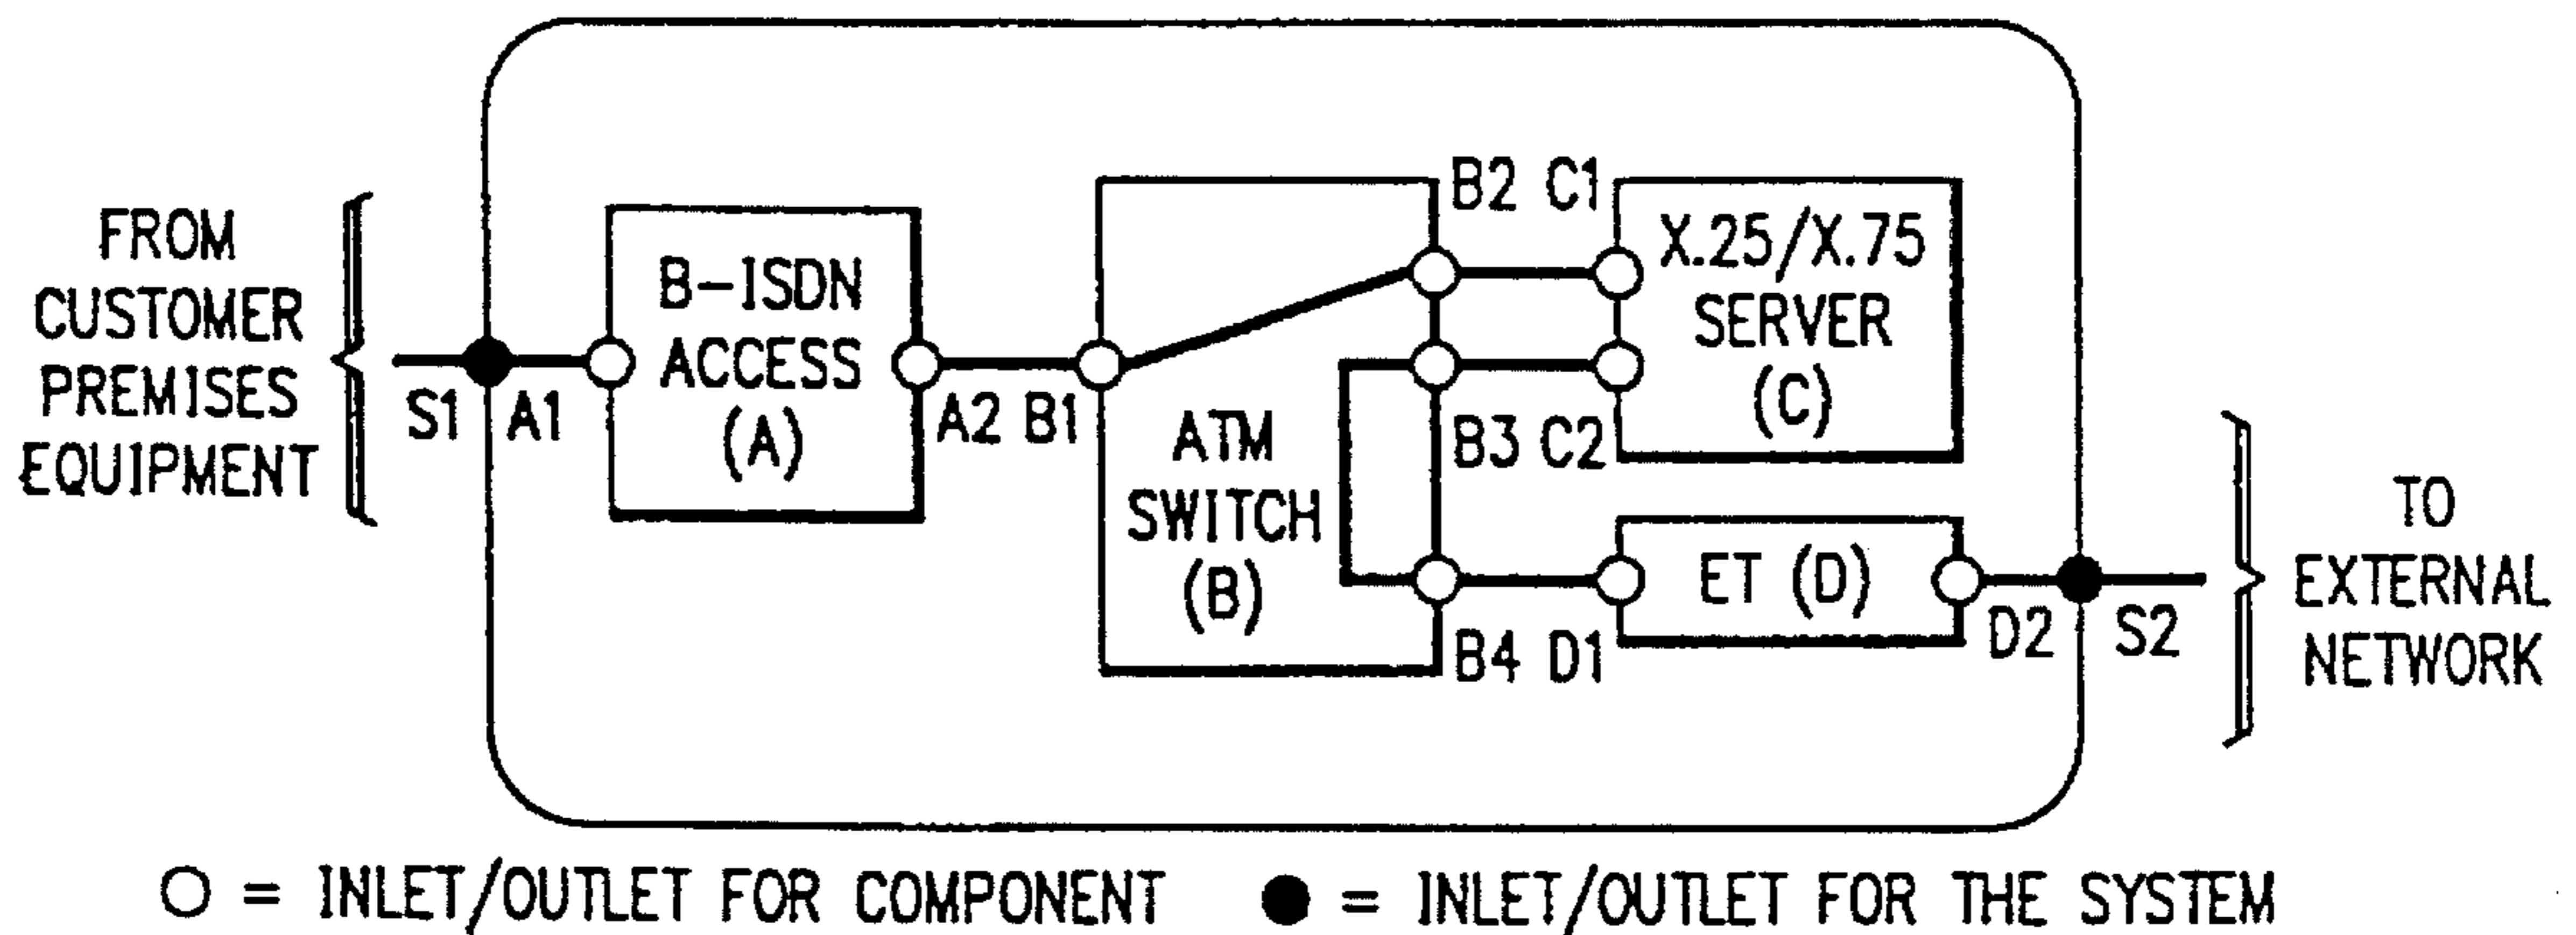 FROM
CUSTOMER
PREMISES
EQUIPMENT
S1 A1
B-ISDN
ACCESS
(A)
A2 B1
ATM
SWITCH
(B)
B2 C1
X.25/X.75
SERVER
(C)
B3 C2
ET (D)
B4 D1
D2 S2
TO
EXTERNAL
NETWORK
○ = INLET/OUTLET FOR COMPONENT ● = INLET/OUTLET FOR THE SYSTEM